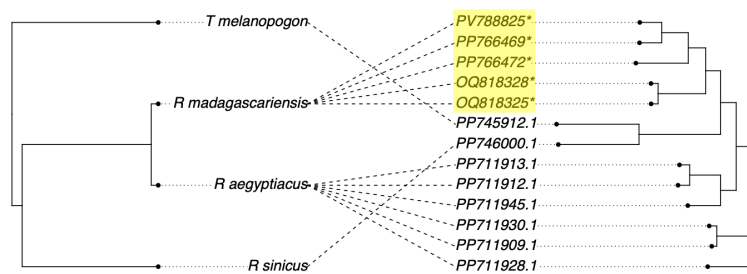 T melanopogon
R madagascariensis
R aegyptiacus
R sinicus
PV788825*
PP766469*
PP766472*
OQ818328*
OQ818325*
PP745912.1
PP746000.1
PP711913.1
PP711912.1
PP711945.1
PP711930.1
PP711909.1
PP711928.1